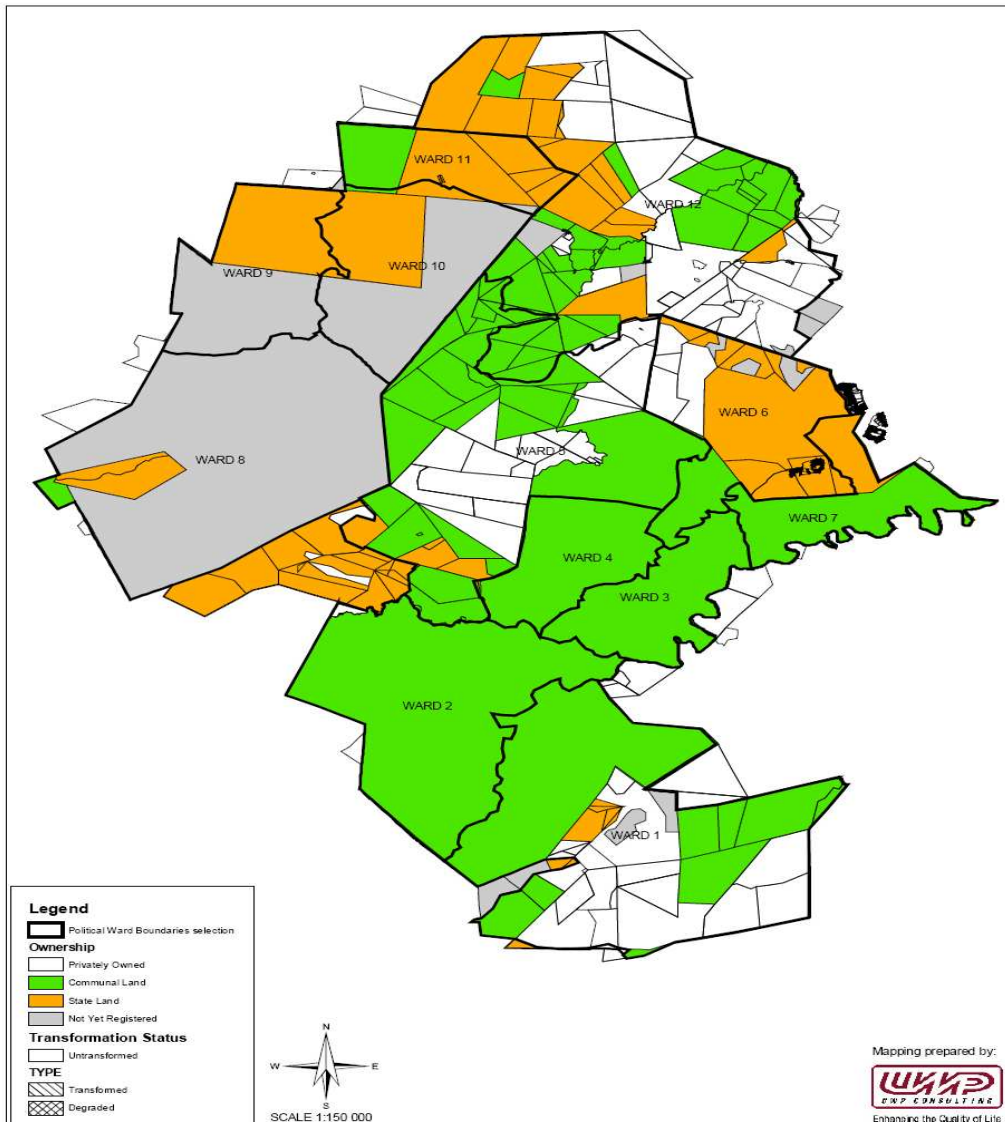 WARD 11
WARD 12
WARD 9
WARD 10
WARD 6
WARD 8
WARD 5
WARD 7
WARD 4
WARD 3
WARD 2
WARD 1
Legend
Political Ward Boundaries selection
Ownership
Privately Owned
Communal Land
State Land
Not Yet Registered
Transformation Status
Untransformed
TYPE
Transformed
Degraded
N
W
E
S
SCALE 1:150 000
Mapping prepared by:
UWP
UWP CONSULTING
Enhancing the Quality of Life